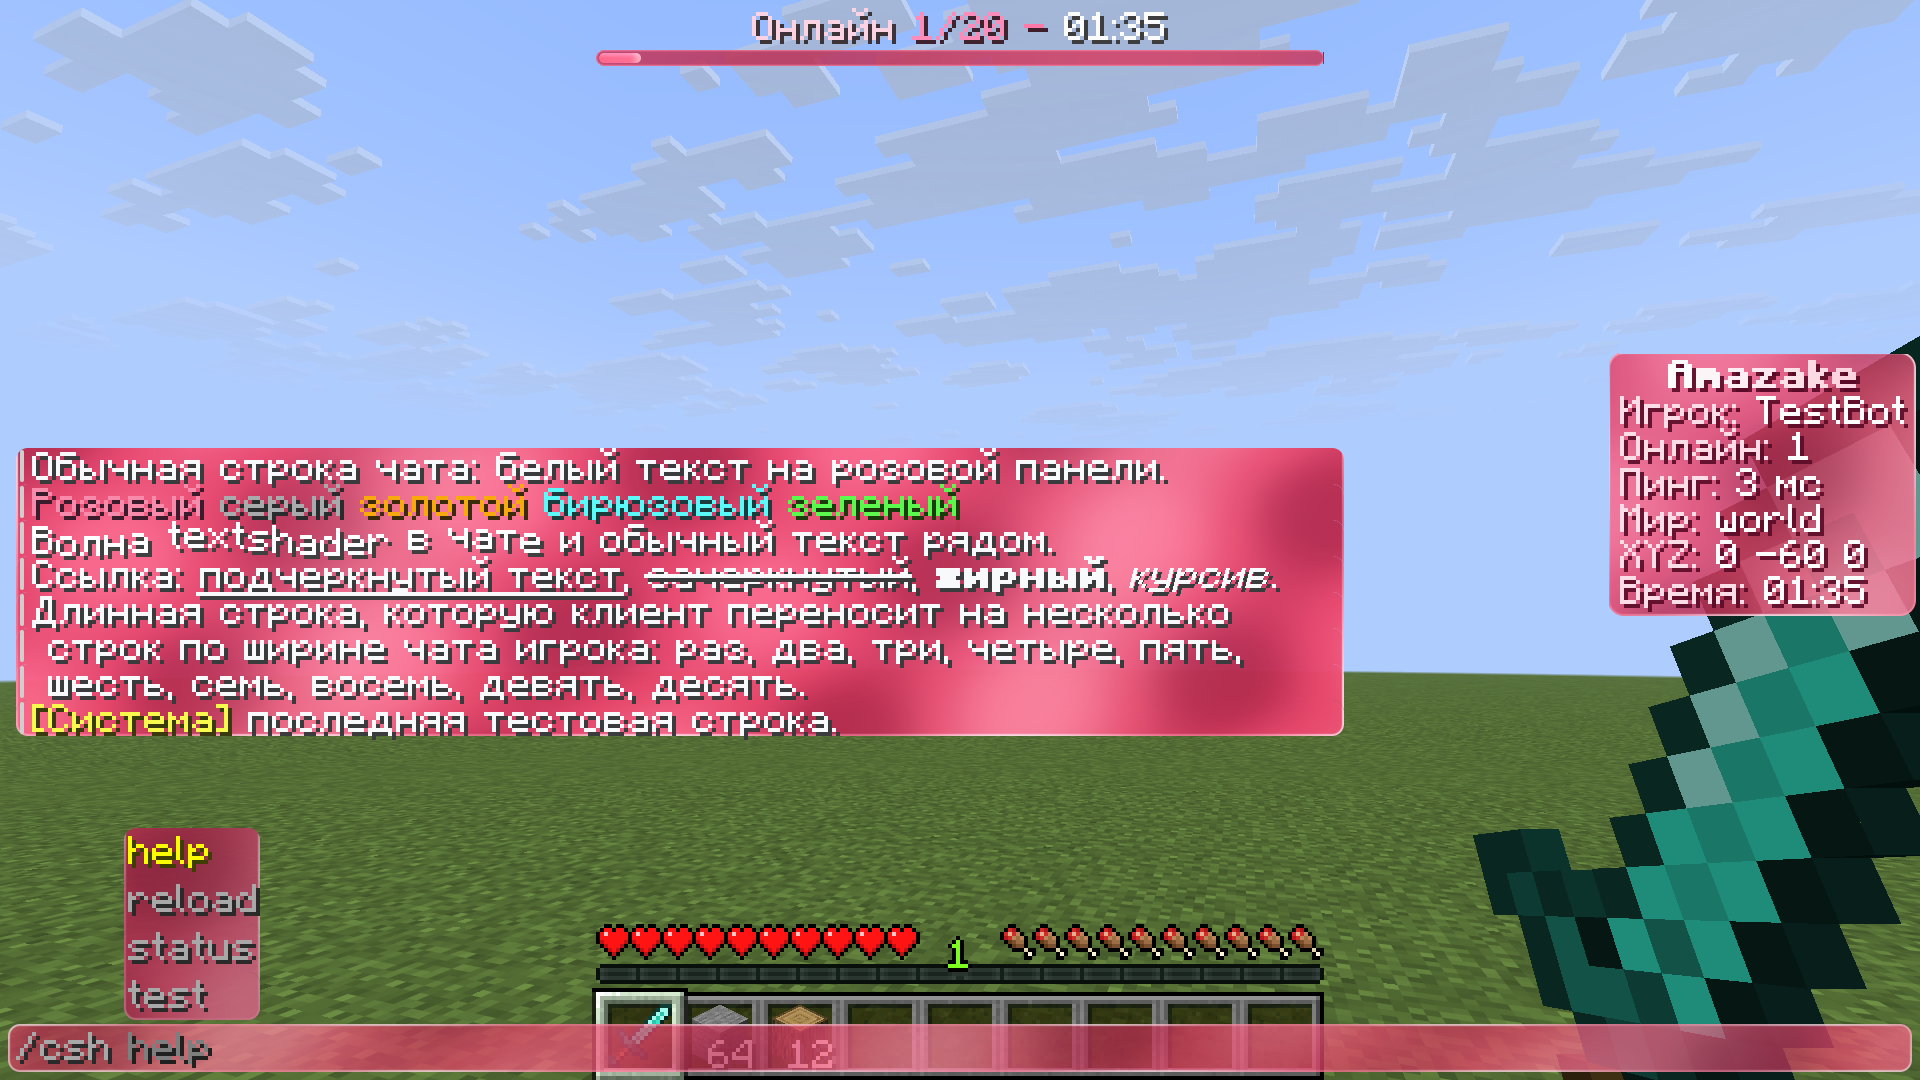 Онлайн 1/20 – 01:35
Amazake
Игрок: TestBot
Онлайн: 1
Пинг: 3 мс
Мир: world
XYZ: 0 -60 0
Время: 01:35
Обычная строка чата: белый текст на розовой панели.
Розовый серый золотой бирюзовый зеленый
Волна textshader в чате и обычный текст рядом.
Ссылка: подчеркнутый текст, зачеркнутый, жирный, курсив.
Длинная строка, которую клиент переносит на несколько
строк по ширине чата игрока: раз, два, три, четыре, пять,
шесть, семь, восемь, девять, десять.
[Система] последняя тестовая строка.
help
reload
status
test
1
64 12
/csh help